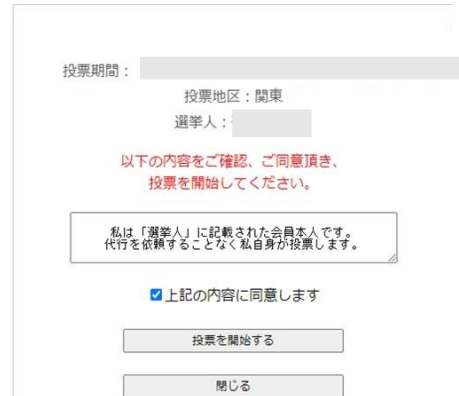 投票期間：
投票地区：関東
選挙人：
以下の内容をご確認、ご同意頂き、
投票を開始してください。
私は「選挙人」に記載された会員本人です。
代行を依頼することなく私自身が投票します。
上記の内容に同意します
投票を開始する
閉じる